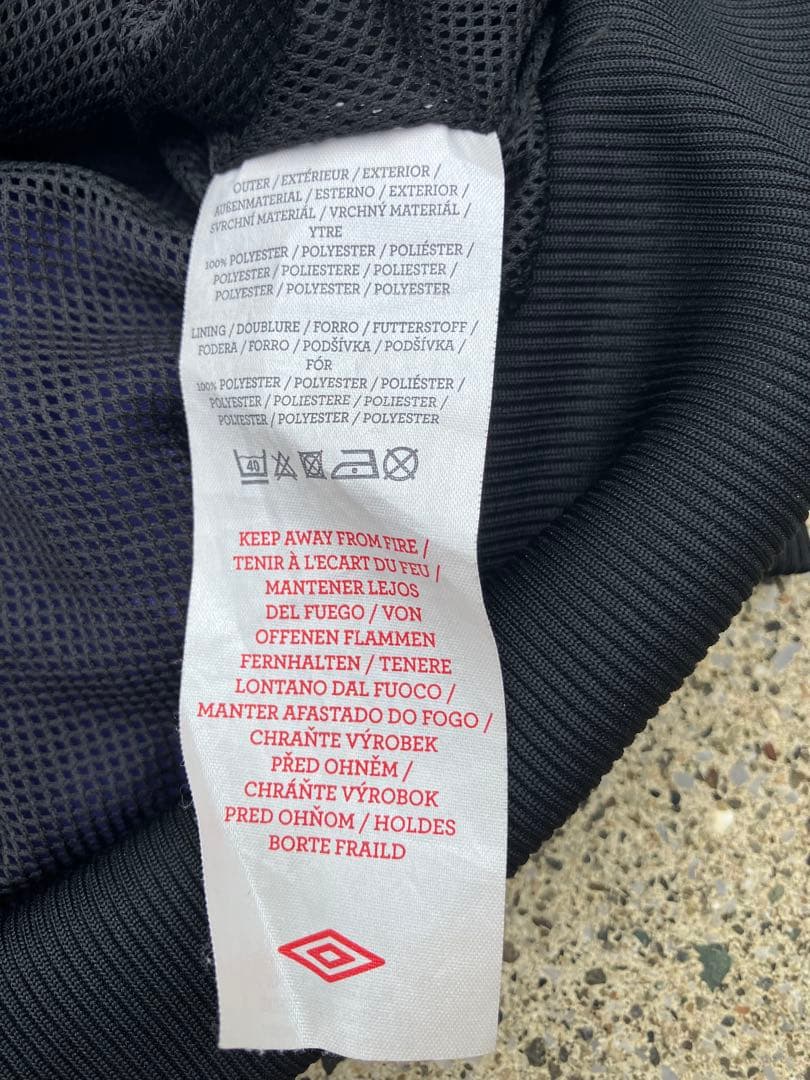 OUTER / EXTÉRIEUR / EXTERIOR /
AUßENMATERIAL / ESTERNO / EXTERIOR /
SVRCHNÍ MATERIÁL / VRCHNÝ MATERIÁL /
YTRE
100% POLYESTER / POLYESTER / POLIÉSTER /
POLYESTER / POLIESTERE / POLIESTER /
POLYESTER / POLYESTER / POLYESTER
LINING / DOUBLURE / FORRO / FUTTERSTOFF /
FODERA / FORRO / PODŠÍVKA / PODŠÍVKA /
FÓR
100% POLYESTER / POLYESTER / POLIÉSTER /
POLYESTER / POLIESTERE / POLIESTER /
POLYESTER / POLYESTER / POLYESTER
40
KEEP AWAY FROM FIRE /
TENIR À L'ECART DU FEU /
MANTENER LEJOS
DEL FUEGO / VON
OFFENEN FLAMMEN
FERNHALTEN / TENERE
LONTANO DAL FUOCO /
MANTER AFASTADO DO FOGO /
CHRAŇTE VÝROBEK
PŘED OHNĚM /
CHRÁŇTE VÝROBOK
PRED OHŇOM / HOLDES
BORTE FRAILD